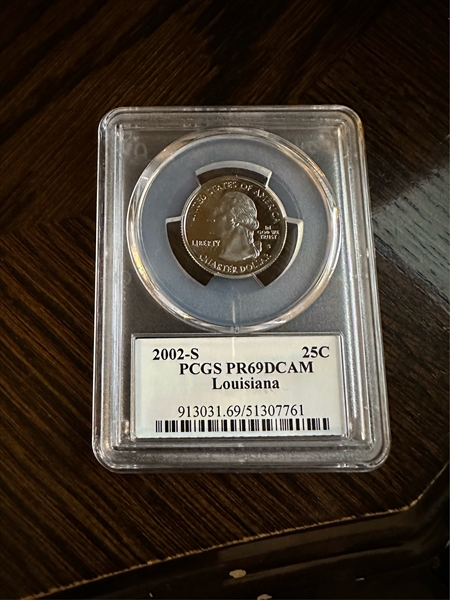 UNITED STATES OF AMERICA
LIBERTY
IN
GOD WE
TRUST
S
QUARTER DOLLAR
2002-S 25C
PCGS PR69DCAM
Louisiana
913031.69/51307761